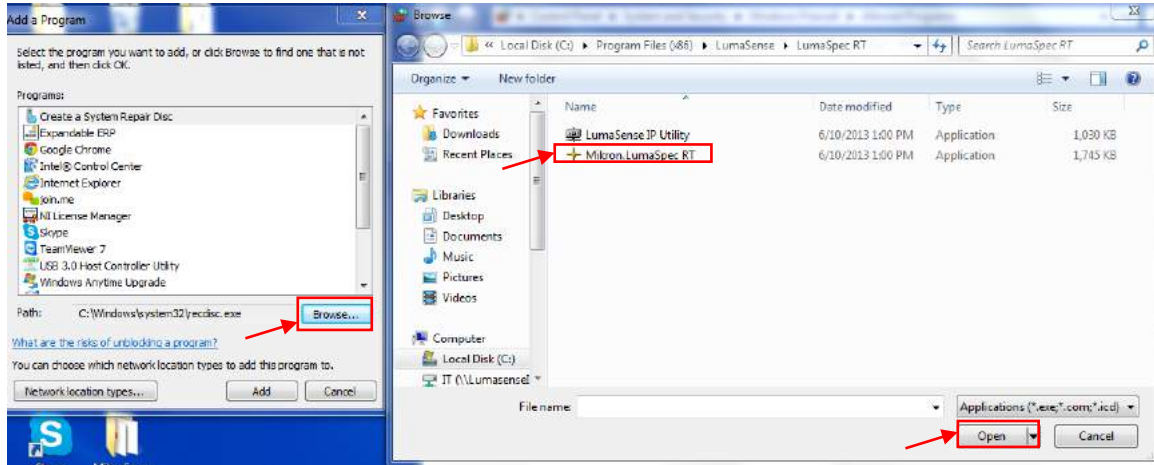 Add a Program
Select the program you want to add, or click Browse to find one that is not
listed, and then click OK.
Programs:
Create a System Repair Disc
Expandable ERP
Google Chrome
Intel® Control Center
Internet Explorer
join.me
NI License Manager
Skype
TeamViewer 7
USB 3.0 Host Controller Utility
Windows Anytime Upgrade
Path: C:\Windows\system32\recdisc.exe Browse...
What are the risks of unblocking a program?
You can choose which network location types to add this program to.
Network location types... Add Cancel
Browse
« Local Disk (C:) Program Files (x86) LumaSense LumaSpec RT Search LumaSpec RT
Organize New folder
Name Date modified Type Size
LumaSense IP Utility 6/10/2013 1:00 PM Application 1,030 KB
Mikron.LumaSpec RT 6/10/2013 1:00 PM Application 1,745 KB
Favorites
Downloads
Recent Places
Libraries
Desktop
Documents
Music
Pictures
Videos
Computer
Local Disk (C:)
IT (\\Lumasense
File name: Applications (*.exe;*.com;*.icd)
Open Cancel